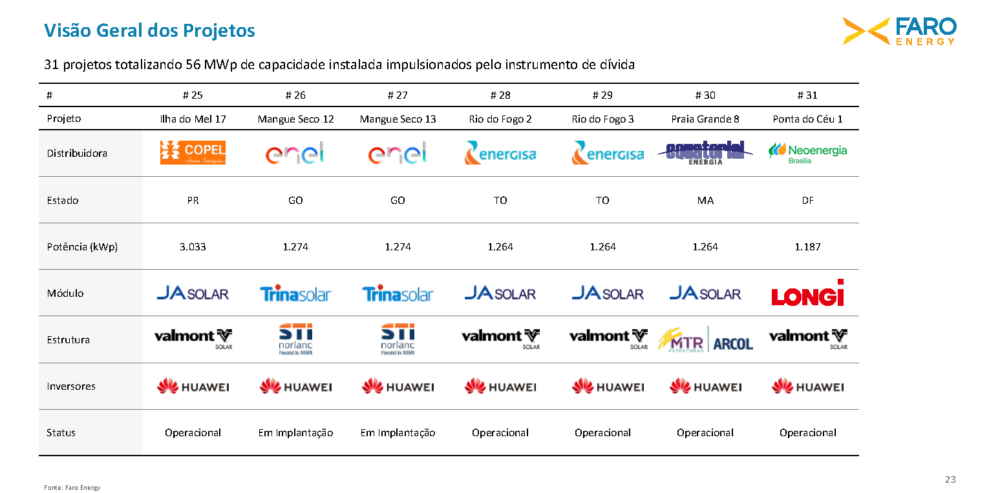 Visão Geral dos Projetos
FARO
ENERGY
31 projetos totalizando 56 MWp de capacidade instalada impulsionados pelo instrumento de dívida
# # 25 # 26 # 27 # 28 # 29 # 30 # 31
Projeto Ilha do Mel 17 Mangue Seco 12 Mangue Seco 13 Rio do Fogo 2 Rio do Fogo 3 Praia Grande 8 Ponta do Céu 1
Distribuidora COPEL Pura Energia enel enel energisa energisa equatorial ENERGIA Neoenergia Brasília
Estado PR GO GO TO TO MA DF
Potência (kWp) 3.033 1.274 1.274 1.264 1.264 1.264 1.187
Módulo JA SOLAR Trinasolar Trinasolar JA SOLAR JA SOLAR JA SOLAR LONGi
Estrutura valmont SOLAR STI norland Powered by ARRAY STI norland Powered by ARRAY valmont SOLAR valmont SOLAR MTR ESTRUTURAS ARCOL valmont SOLAR
Inversores HUAWEI HUAWEI HUAWEI HUAWEI HUAWEI HUAWEI HUAWEI
Status Operacional Em Implantação Em Implantação Operacional Operacional Operacional Operacional
Fonte: Faro Energy
23